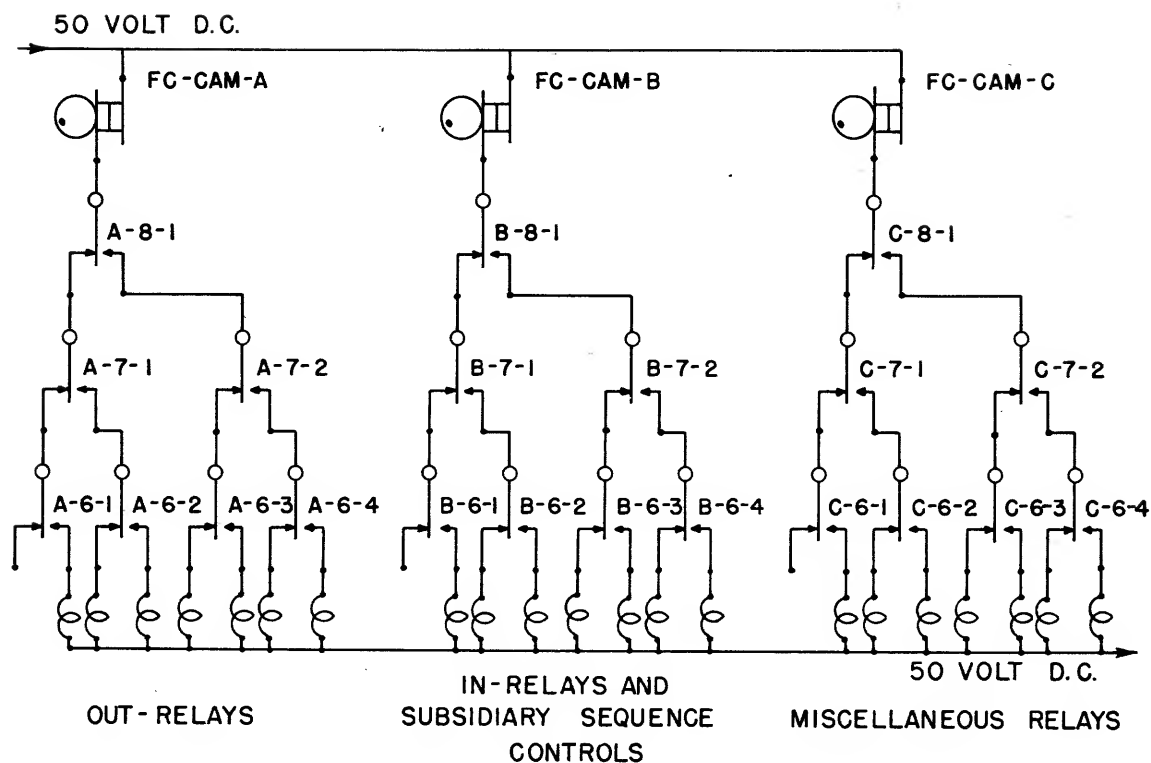 50 VOLT D.C.
FC-CAM-A
FC-CAM-B
FC-CAM-C
A-8-1
B-8-1
C-8-1
A-7-1
A-7-2
B-7-1
B-7-2
C-7-1
C-7-2
A-6-1
A-6-2
A-6-3
A-6-4
B-6-1
B-6-2
B-6-3
B-6-4
C-6-1
C-6-2
C-6-3
C-6-4
50 VOLT D.C.
OUT-RELAYS
IN-RELAYS AND
SUBSIDIARY SEQUENCE
CONTROLS
MISCELLANEOUS RELAYS